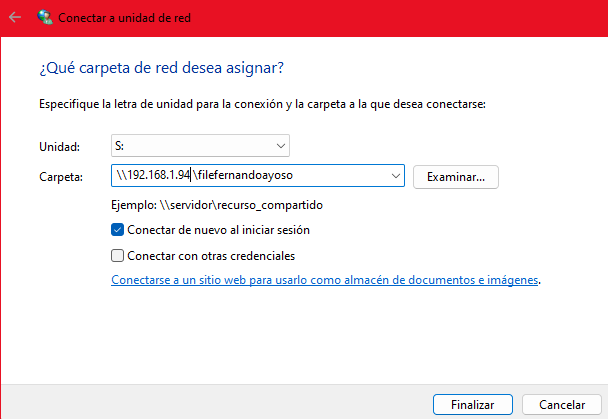 Conectar a unidad de red
¿Qué carpeta de red desea asignar?
Especifique la letra de unidad para la conexión y la carpeta a la que desea conectarse:
Unidad: S:
Carpeta: \\192.168.1.94\filefernandoayoso Examinar...
Ejemplo: \\servidor\recurso_compartido
Conectar de nuevo al iniciar sesión
Conectar con otras credenciales
Conectarse a un sitio web para usarlo como almacén de documentos e imágenes.
Finalizar Cancelar